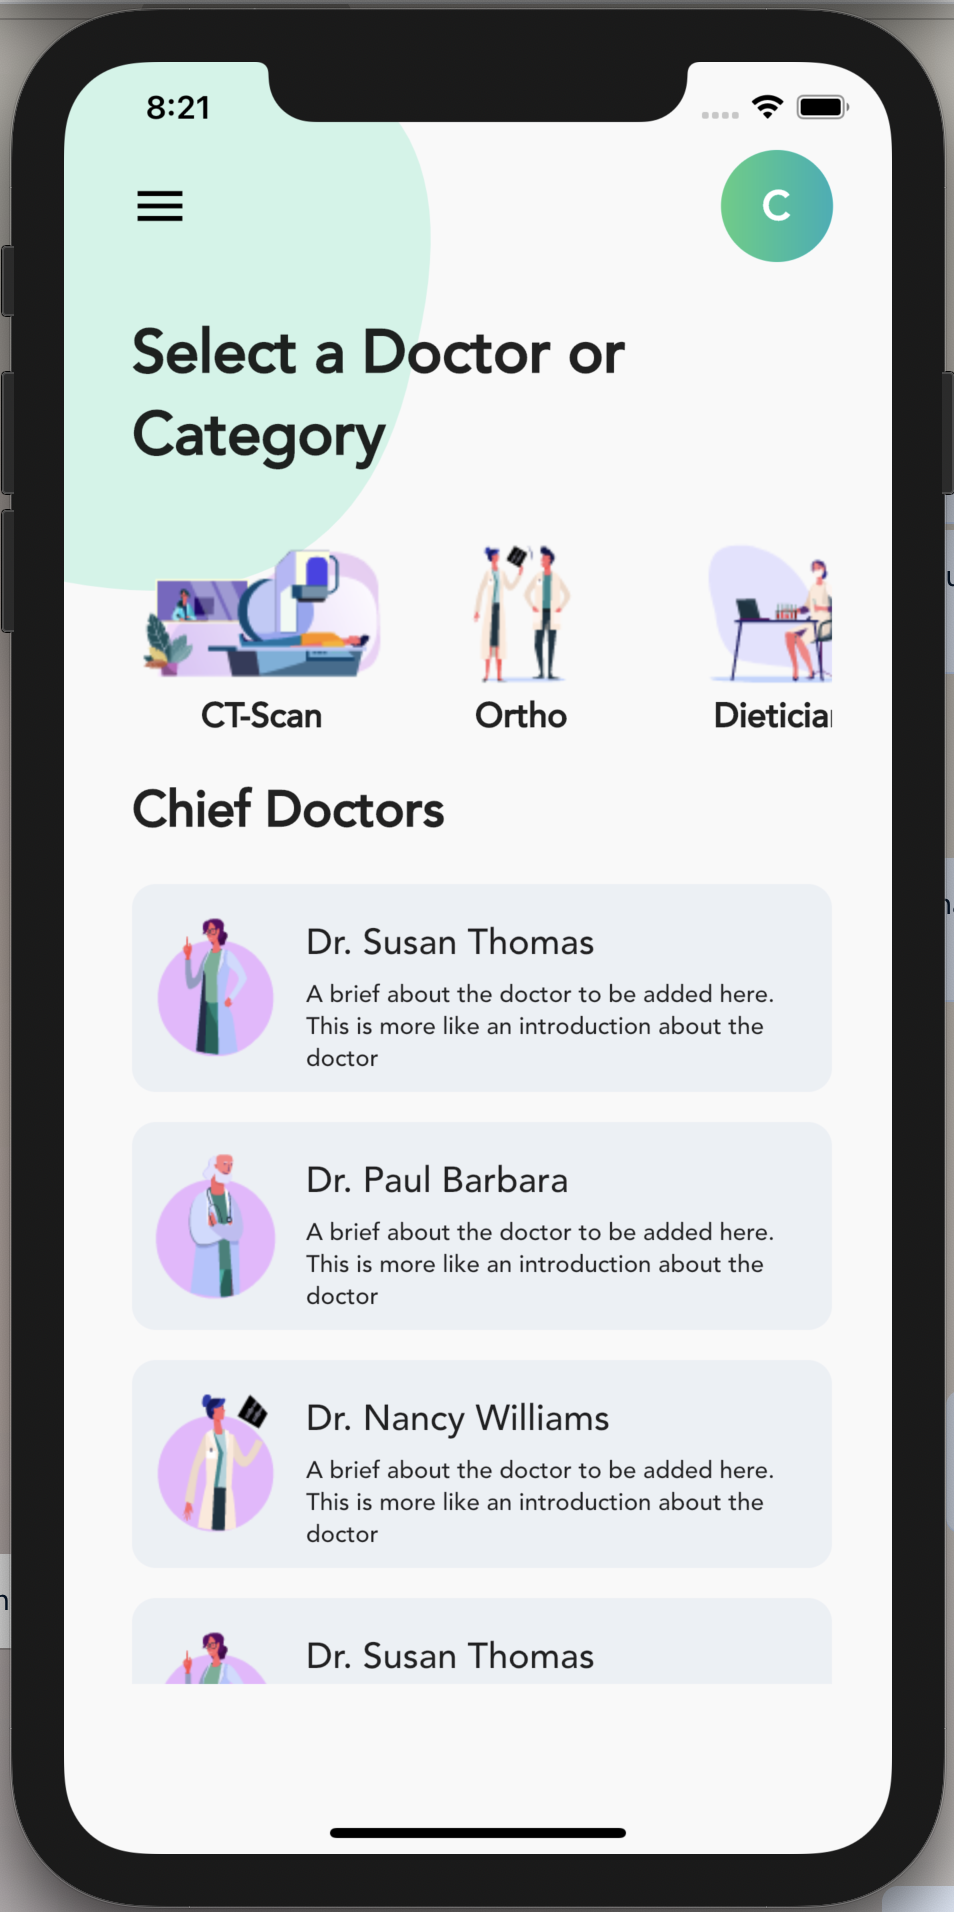 8:21
C
Select a Doctor or
Category
CT-Scan
Ortho
Dieticia
Chief Doctors
Dr. Susan Thomas
A brief about the doctor to be added here.
This is more like an introduction about the
doctor
Dr. Paul Barbara
A brief about the doctor to be added here.
This is more like an introduction about the
doctor
Dr. Nancy Williams
A brief about the doctor to be added here.
This is more like an introduction about the
doctor
Dr. Susan Thomas